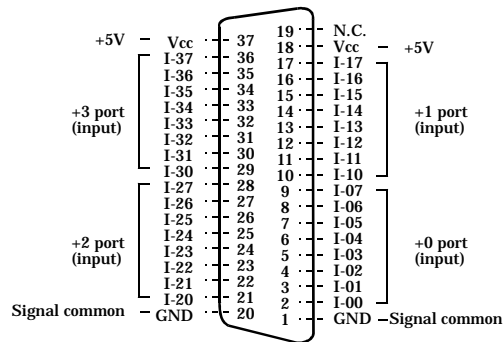 19 N.C.
+5V Vcc 37 18 Vcc +5V
I-37 36 17 I-17
I-36 35 16 I-16
I-35 34 15 I-15
I-34 33 14 I-14
+3 port (input)
I-33 32 13 I-13
+1 port (input)
I-32 31 12 I-12
I-31 30 11 I-11
I-30 29 10 I-10
I-27 28 9 I-07
I-26 27 8 I-06
I-25 26 7 I-05
I-24 25 6 I-04
+2 port (input)
I-23 24 5 I-03
+0 port (input)
I-22 23 4 I-02
I-21 22 3 I-01
I-20 21 2 I-00
Signal common GND 20 1 GND Signal common